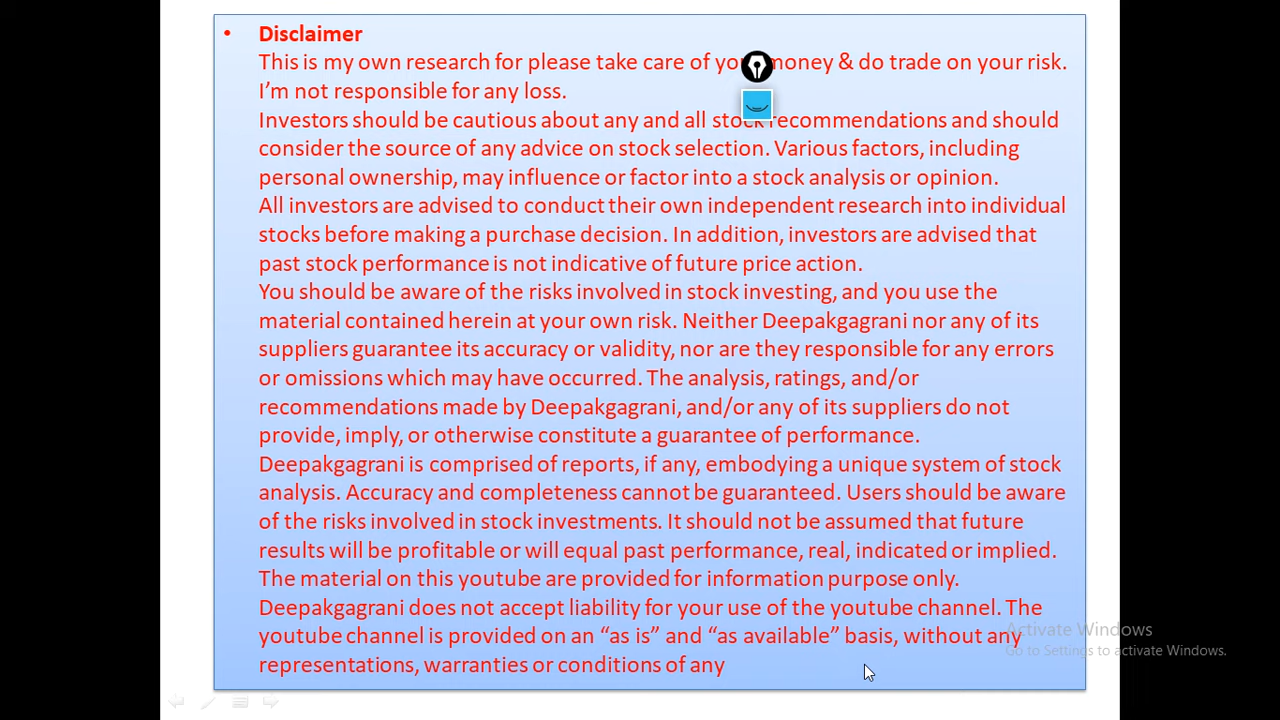 • Disclaimer
This is my own research for please take care of your money & do trade on your risk.
I’m not responsible for any loss.
Investors should be cautious about any and all stock recommendations and should
consider the source of any advice on stock selection. Various factors, including
personal ownership, may influence or factor into a stock analysis or opinion.
All investors are advised to conduct their own independent research into individual
stocks before making a purchase decision. In addition, investors are advised that
past stock performance is not indicative of future price action.
You should be aware of the risks involved in stock investing, and you use the
material contained herein at your own risk. Neither Deepakgagrani nor any of its
suppliers guarantee its accuracy or validity, nor are they responsible for any errors
or omissions which may have occurred. The analysis, ratings, and/or
recommendations made by Deepakgagrani, and/or any of its suppliers do not
provide, imply, or otherwise constitute a guarantee of performance.
Deepakgagrani is comprised of reports, if any, embodying a unique system of stock
analysis. Accuracy and completeness cannot be guaranteed. Users should be aware
of the risks involved in stock investments. It should not be assumed that future
results will be profitable or will equal past performance, real, indicated or implied.
The material on this youtube are provided for information purpose only.
Deepakgagrani does not accept liability for your use of the youtube channel. The
youtube channel is provided on an “as is” and “as available” basis, without any
representations, warranties or conditions of any
Activate Windows
Go to Settings to activate Windows.